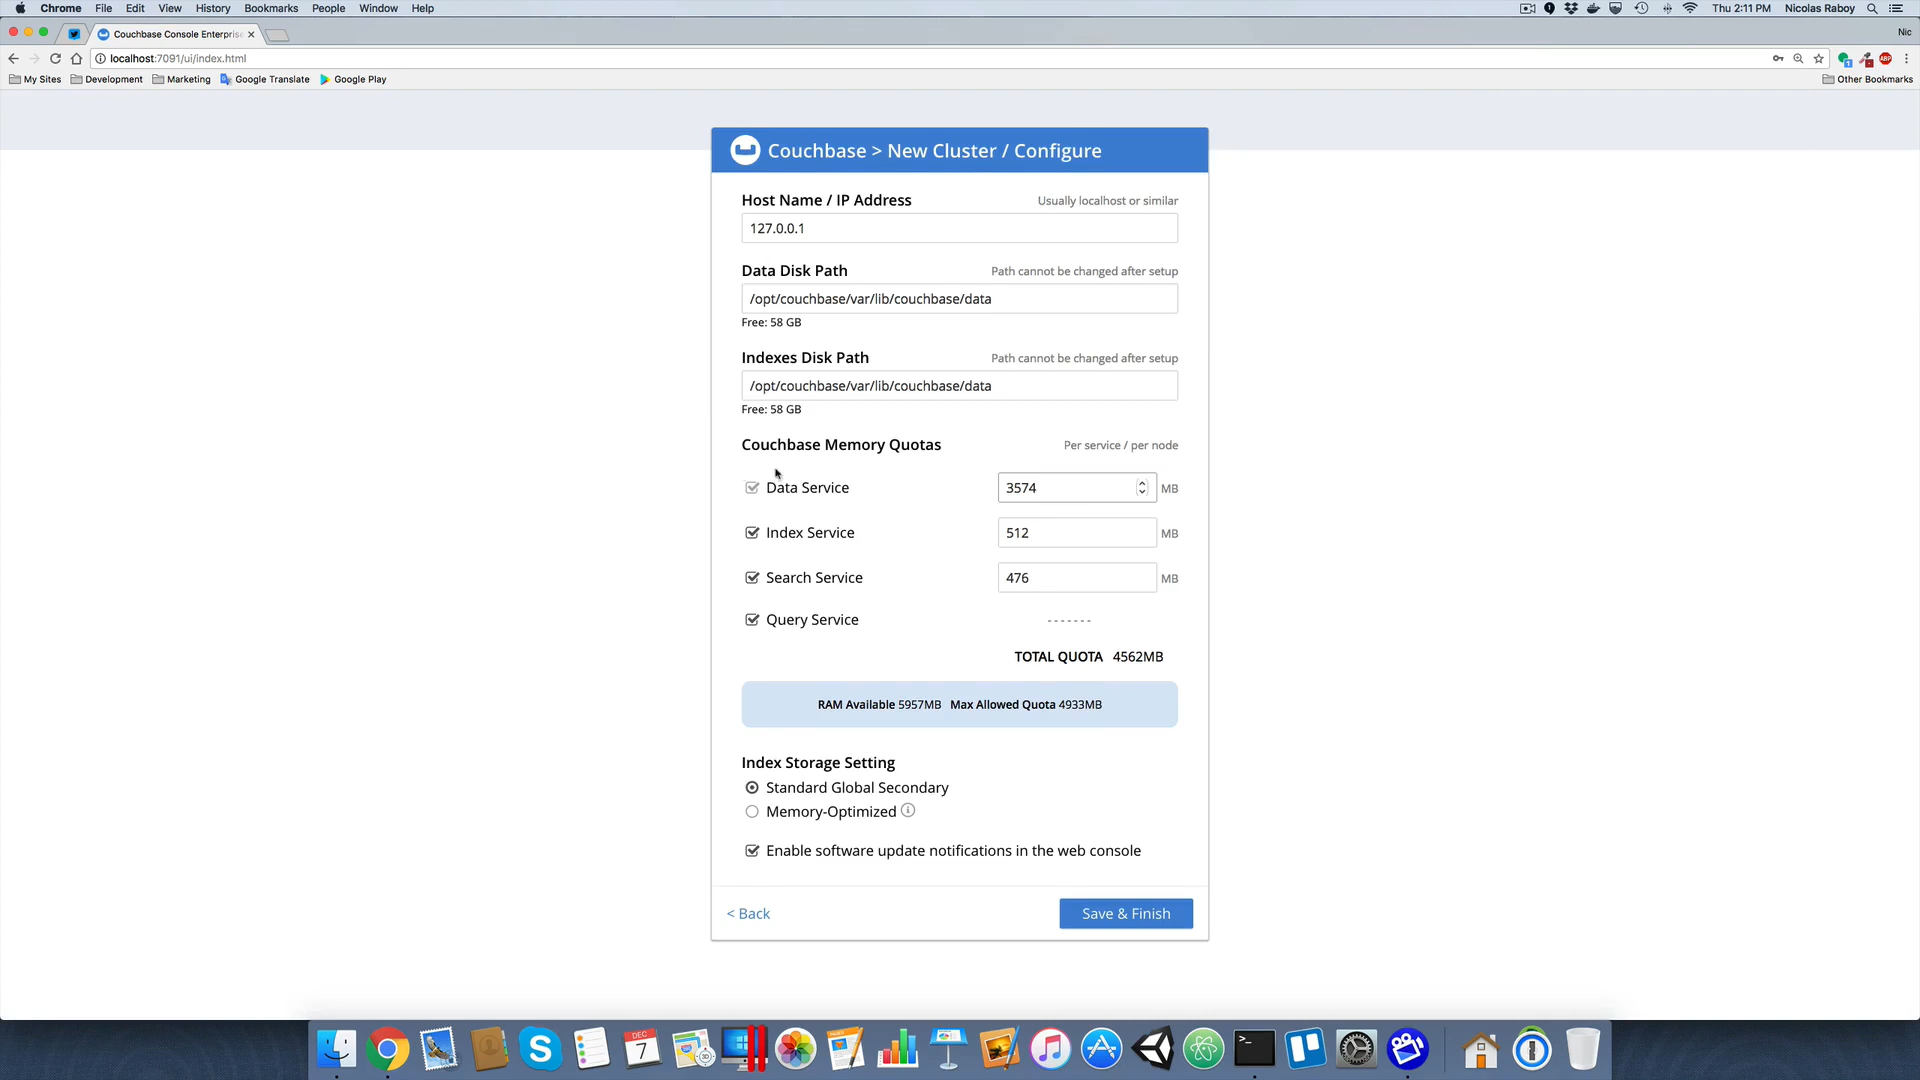 Chrome File Edit View History Bookmarks People Window Help
Thu 2:11 PM Nicolas Raboy
Couchbase Console Enterpris
Nic
localhost:7091/ui/index.html
My Sites Development Marketing Google Translate Google Play Other Bookmarks
Couchbase > New Cluster / Configure
Host Name / IP Address Usually localhost or similar
127.0.0.1
Data Disk Path Path cannot be changed after setup
/opt/couchbase/var/lib/couchbase/data
Free: 58 GB
Indexes Disk Path Path cannot be changed after setup
/opt/couchbase/var/lib/couchbase/data
Free: 58 GB
Couchbase Memory Quotas Per service / per node
Data Service 3574 MB
Index Service 512 MB
Search Service 476 MB
Query Service -------
TOTAL QUOTA 4562MB
RAM Available 5957MB Max Allowed Quota 4933MB
Index Storage Setting
Standard Global Secondary
Memory-Optimized
Enable software update notifications in the web console
< Back Save & Finish
DEC
7